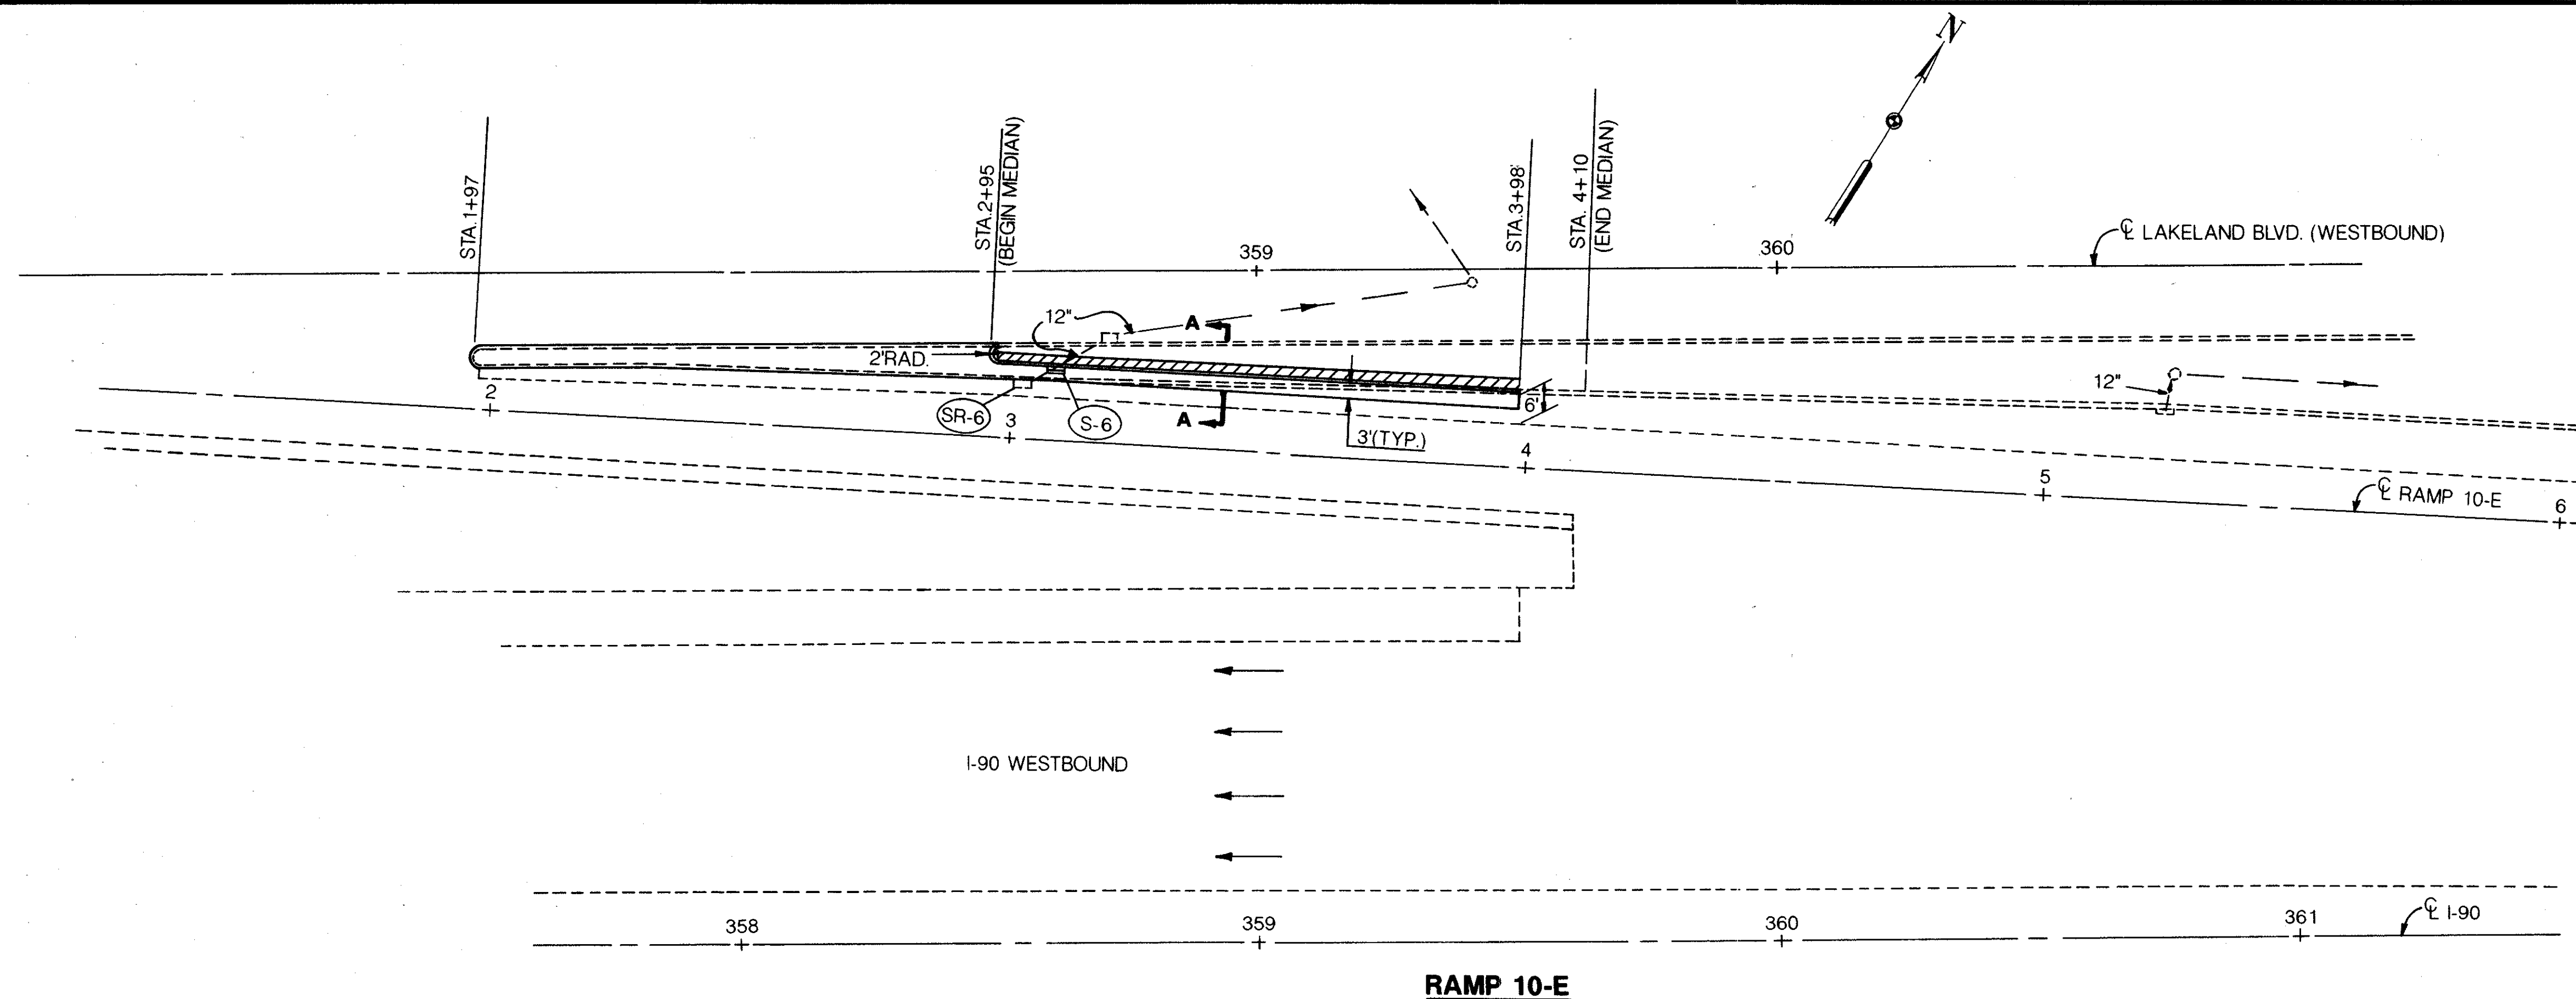 N
STA.1+97
STA.2+95
(BEGIN MEDIAN)
STA.3+98
STA. 4+10
(END MEDIAN)
℄ LAKELAND BLVD. (WESTBOUND)
359
360
12"
A
2'RAD.
12"
2
SR-6
3
S-6
A
6'
3'(TYP.)
4
5
℄ RAMP 10-E
6
I-90 WESTBOUND
358
359
360
361
℄ I-90
RAMP 10-E